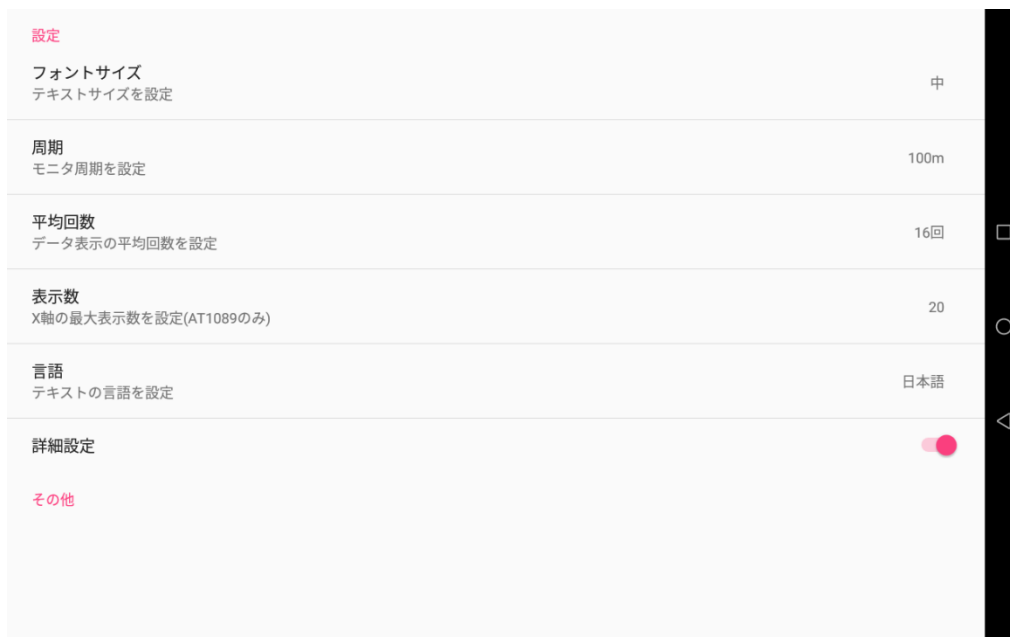 設定
フォントサイズ
テキストサイズを設定
中
周期
モニタ周期を設定
100m
平均回数
データ表示の平均回数を設定
16回
表示数
X軸の最大表示数を設定(AT1089のみ)
20
言語
テキストの言語を設定
日本語
詳細設定
その他